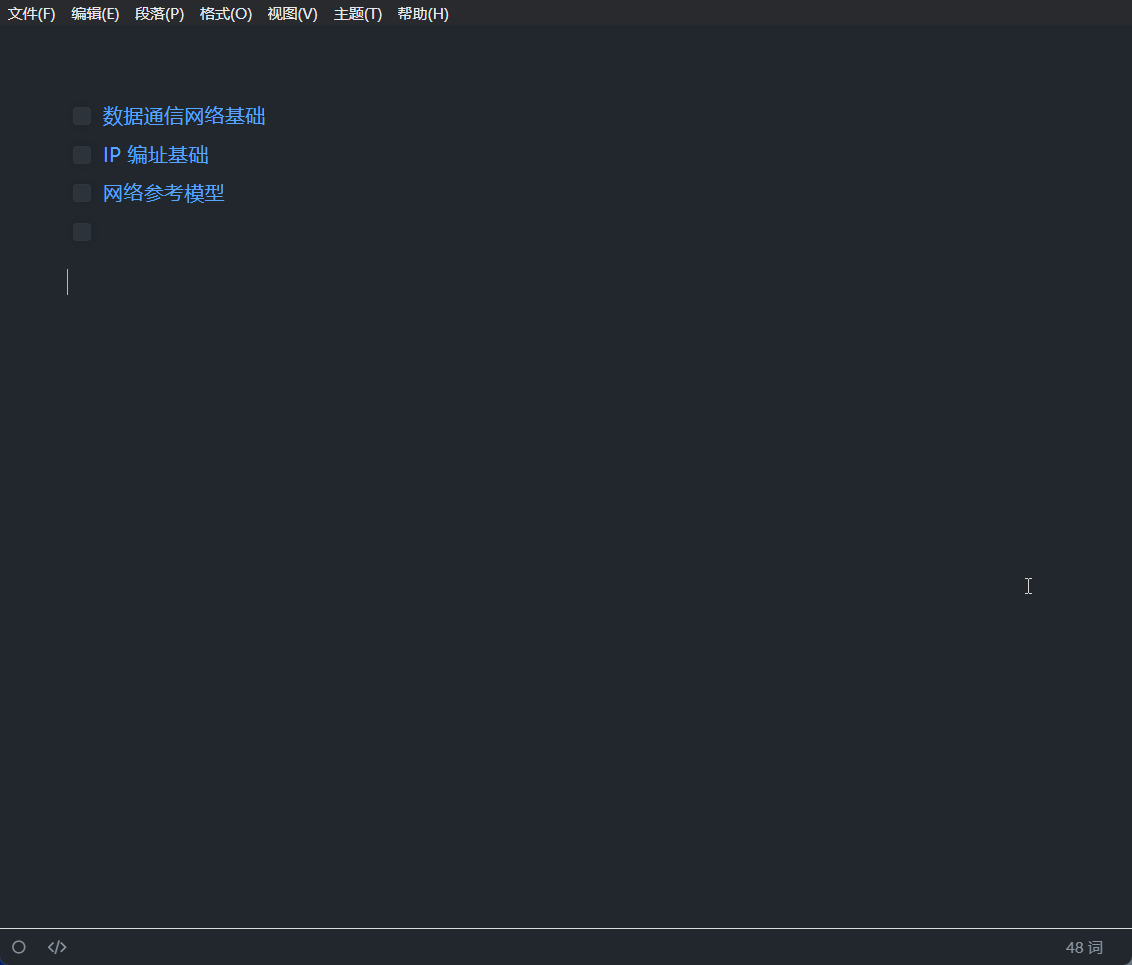 文件(F) 编辑(E) 段落(P) 格式(O) 视图(V) 主题(T) 帮助(H)
数据通信网络基础
IP 编址基础
网络参考模型
</> 48 词